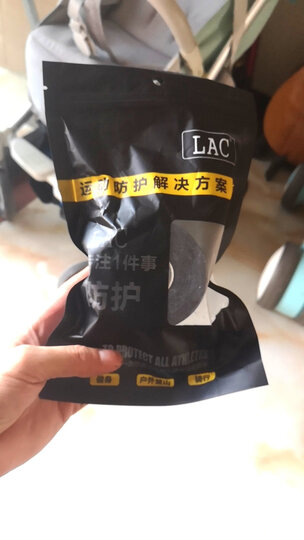 LAC
运动防护解决方案
LAC
专注1件事
防护
TO PROTECT ALL ATHLETES
健身
户外登山
骑行